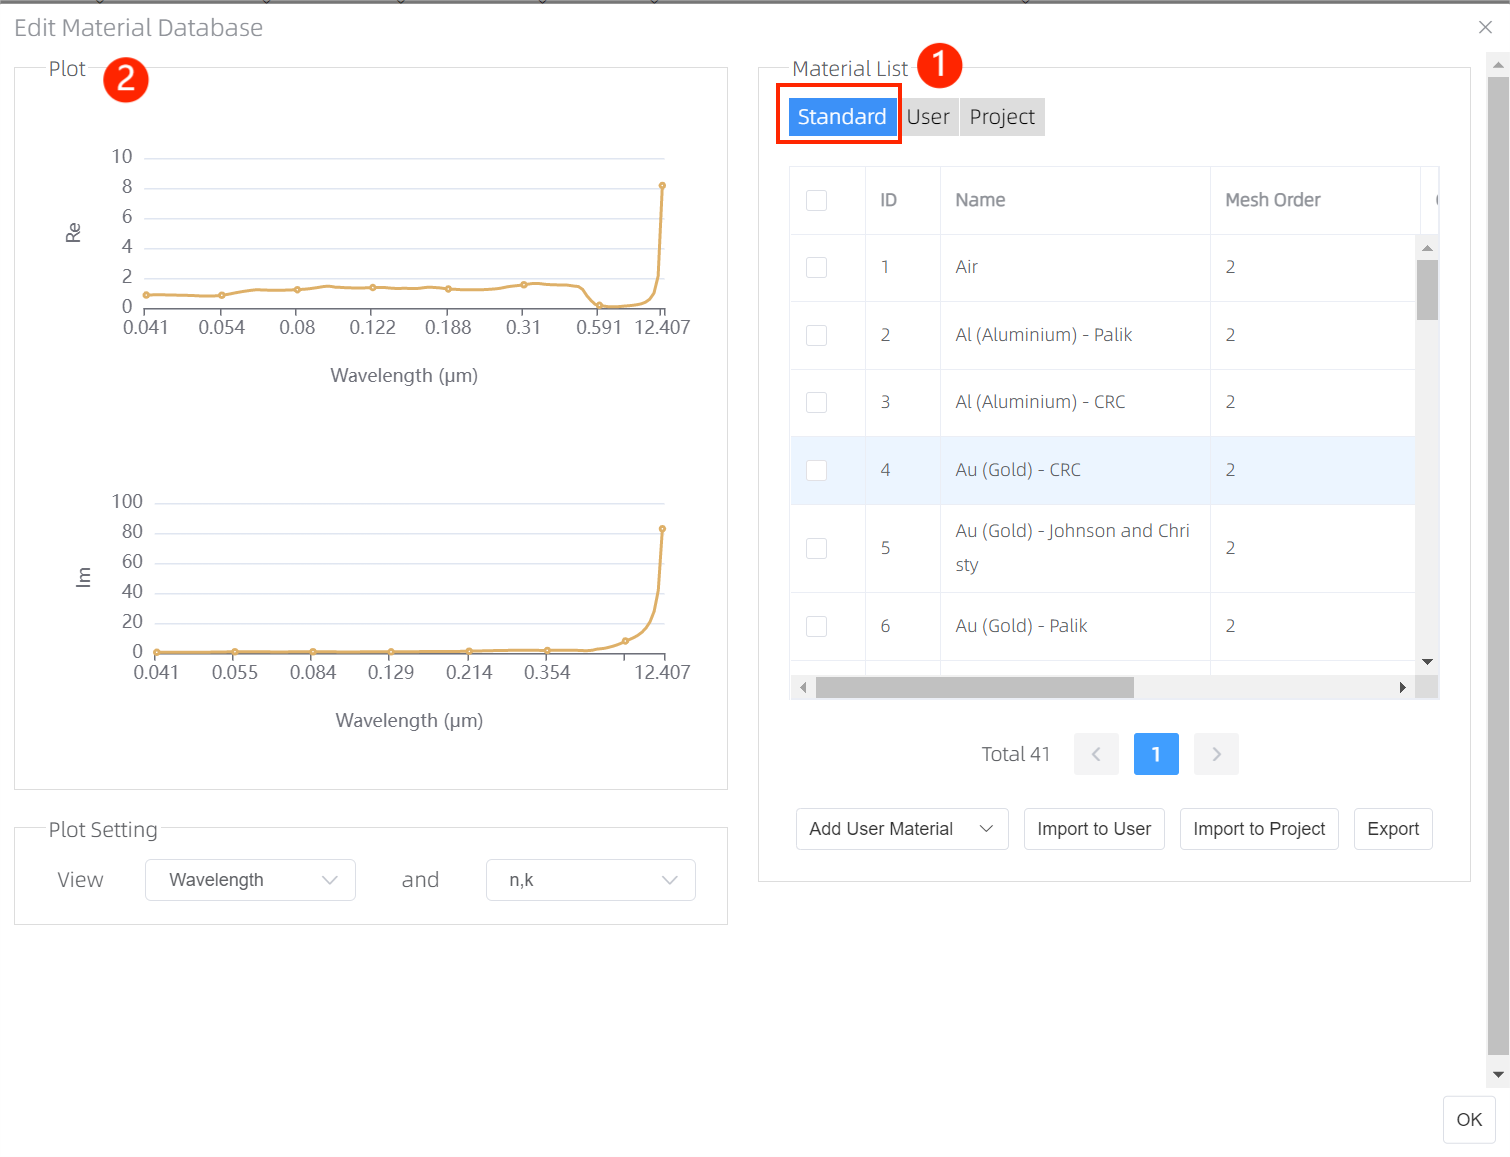 Edit Material Database
Plot
2
10
8
6
4
2
0
Re
0.041 0.054 0.08 0.122 0.188 0.31 0.591 12.407
Wavelength (μm)
100
80
60
40
20
0
Im
0.041 0.055 0.084 0.129 0.214 0.354 12.407
Wavelength (μm)
Plot Setting
View Wavelength and n,k
Material List
1
Standard User Project
ID Name Mesh Order
1 Air 2
2 Al (Aluminium) - Palik 2
3 Al (Aluminium) - CRC 2
4 Au (Gold) - CRC 2
5 Au (Gold) - Johnson and Chri
sty 2
6 Au (Gold) - Palik 2
Total 41 1
Add User Material Import to User Import to Project Export
OK